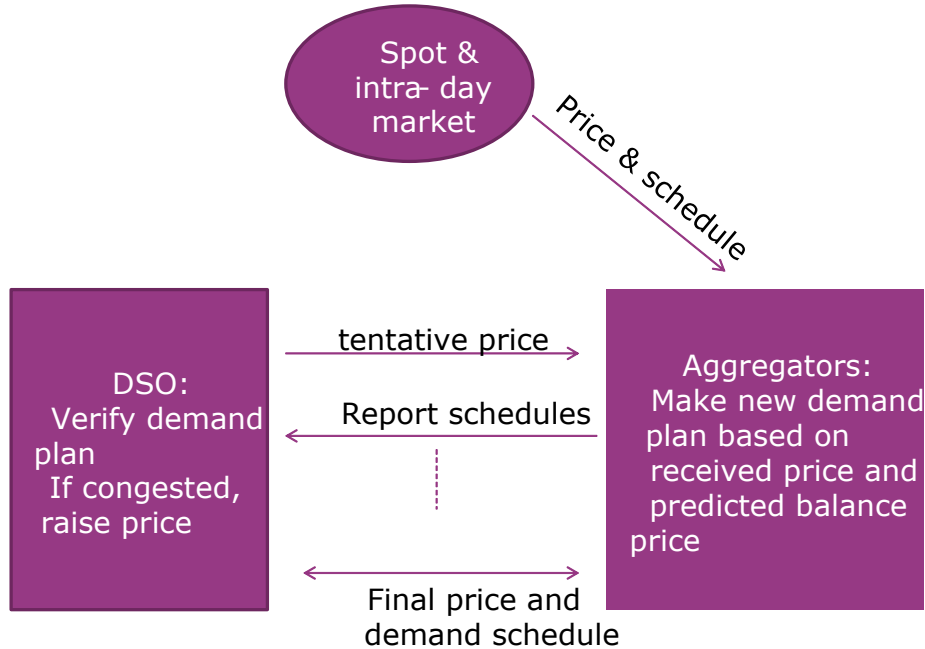 Spot &
intra- day
market
Price & schedule
tentative price
Report schedules
DSO:
Verify demand
plan
If congested,
raise price
Aggregators:
Make new demand
plan based on
received price and
predicted balance
price
Final price and
demand schedule